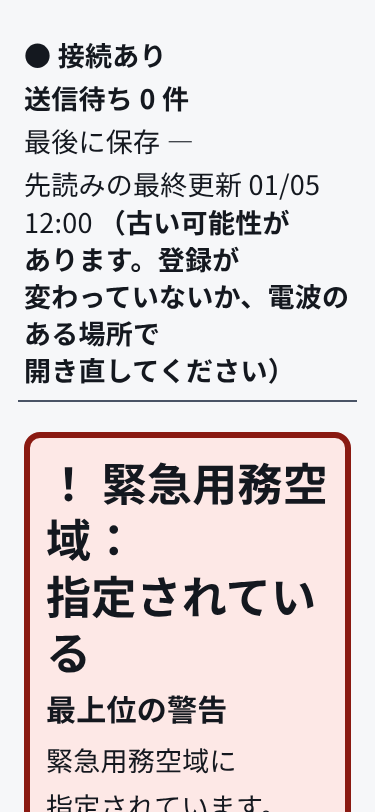 ● 接続あり
送信待ち 0 件
最後に保存 —
先読みの最終更新 01/05
12:00 （古い可能性が
あります。登録が
変わっていないか、電波の
ある場所で
開き直してください）
！ 緊急用務空
域：
指定されてい
る
最上位の警告
緊急用務空域に
指定されています。